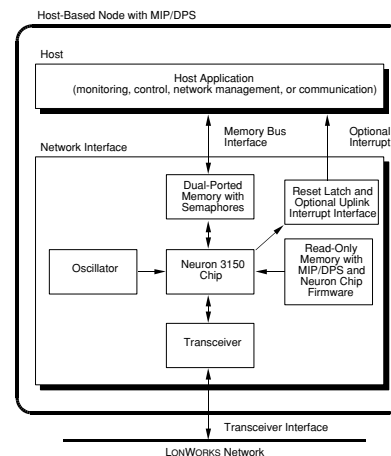 Host-Based Node with MIP/DPS
Host
Host Application
(monitoring, control, network management, or communication)
Memory Bus
Interface
Optional
Interrupt
Network Interface
Dual-Ported
Memory with
Semaphores
Reset Latch and
Optional Uplink
Interrupt Interface
Oscillator
Neuron 3150
Chip
Read-Only
Memory with
MIP/DPS and
Neuron Chip
Firmware
Transceiver
Transceiver Interface
LONWORKS Network